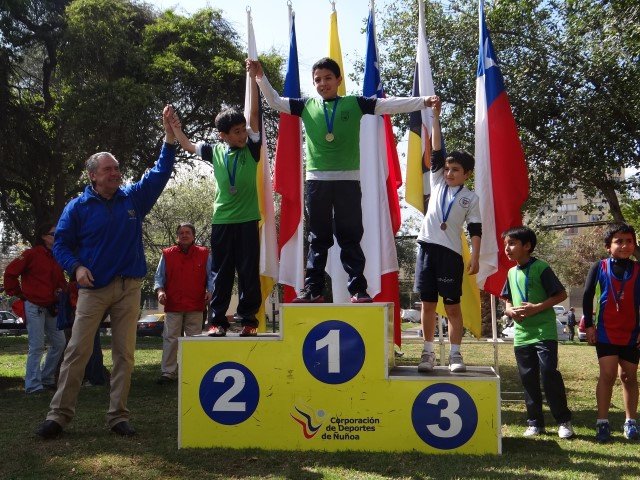 1
2
3
Corporación
de Deportes
de Ñuñoa